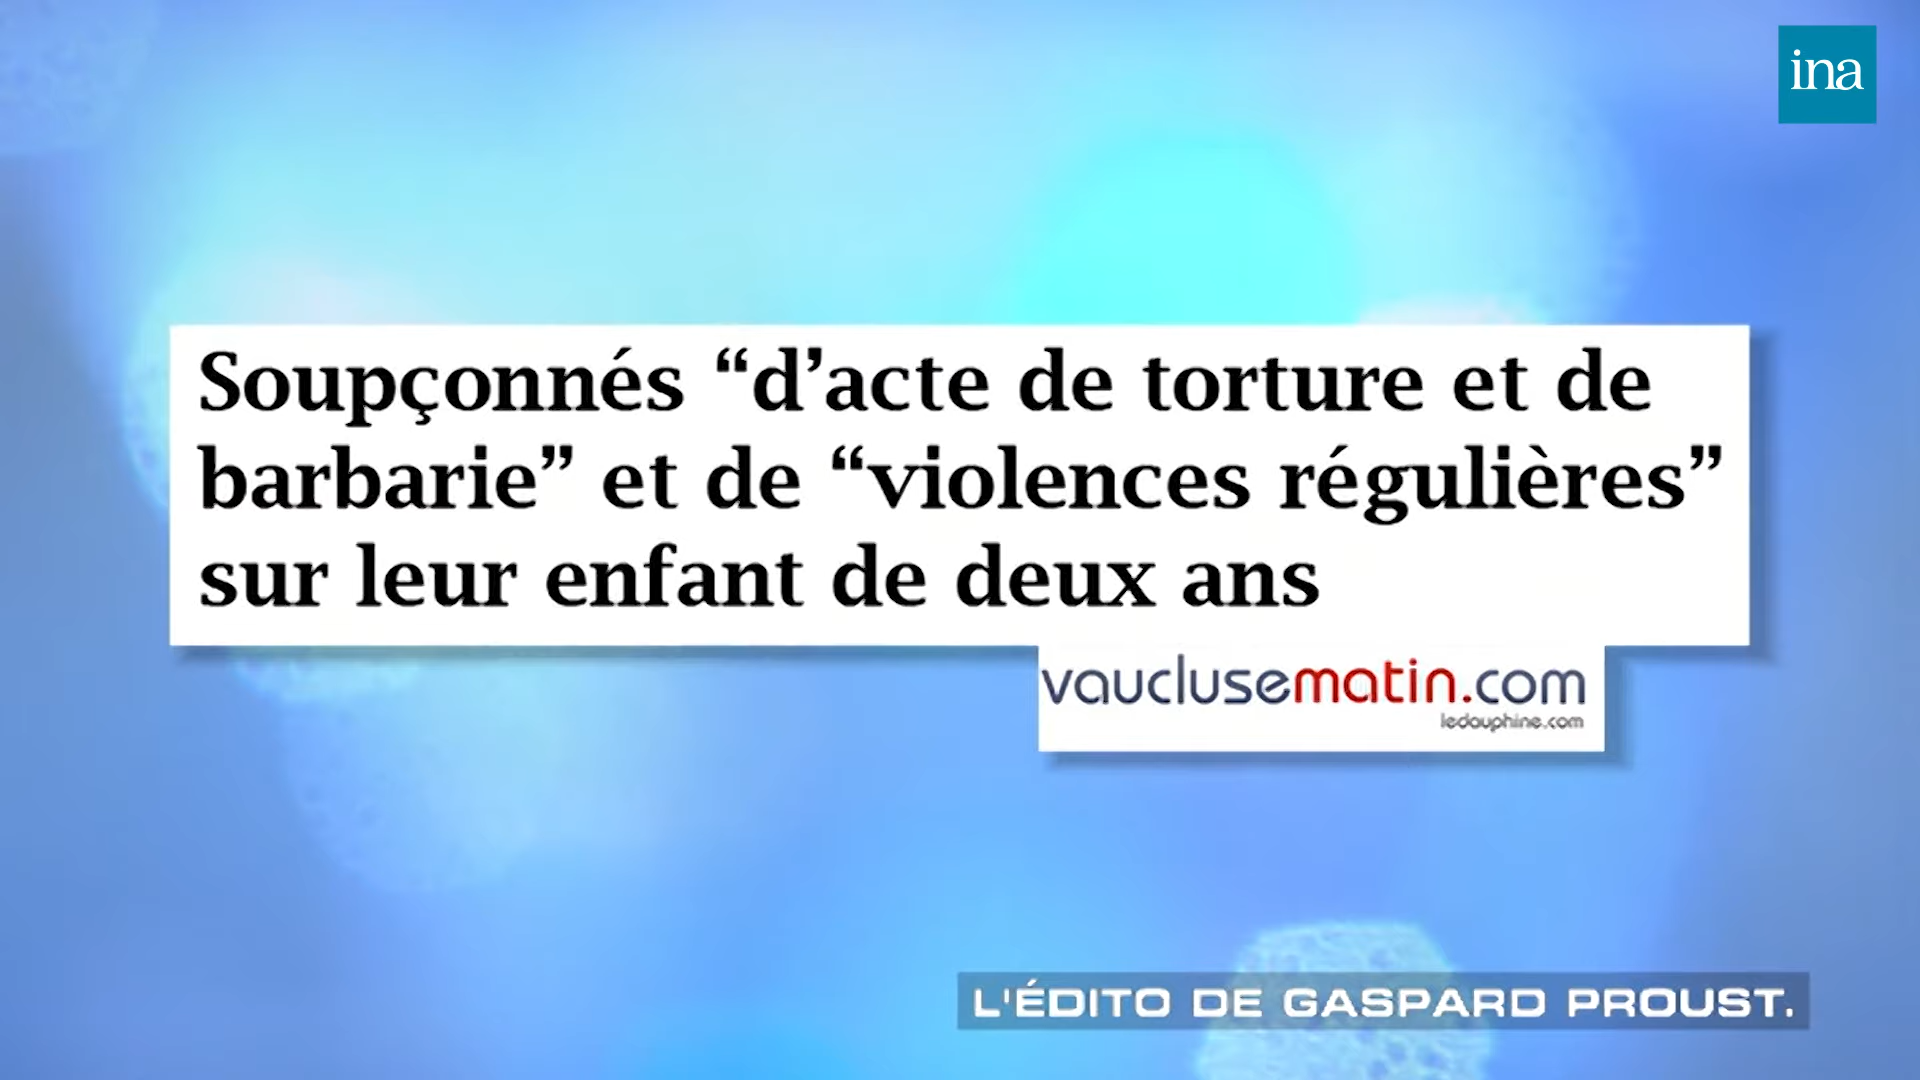 ina
Soupçonnés “d’acte de torture et de
barbarie” et de “violences régulières”
sur leur enfant de deux ans
vauclusematin.com
ledauphine.com
L'ÉDITO DE GASPARD PROUST.